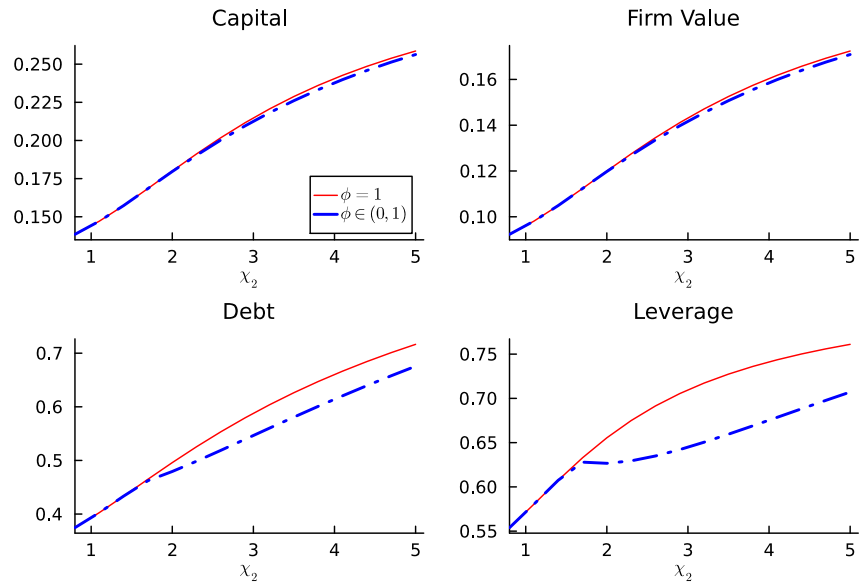 Capital
0.250
0.225
0.200
0.175
0.150
1 2 3 4 5
χ₂
ϕ = 1
ϕ ∈ (0, 1)
Firm Value
0.16
0.14
0.12
0.10
1 2 3 4 5
χ₂
Debt
0.7
0.6
0.5
0.4
1 2 3 4 5
χ₂
Leverage
0.75
0.70
0.65
0.60
0.55
1 2 3 4 5
χ₂